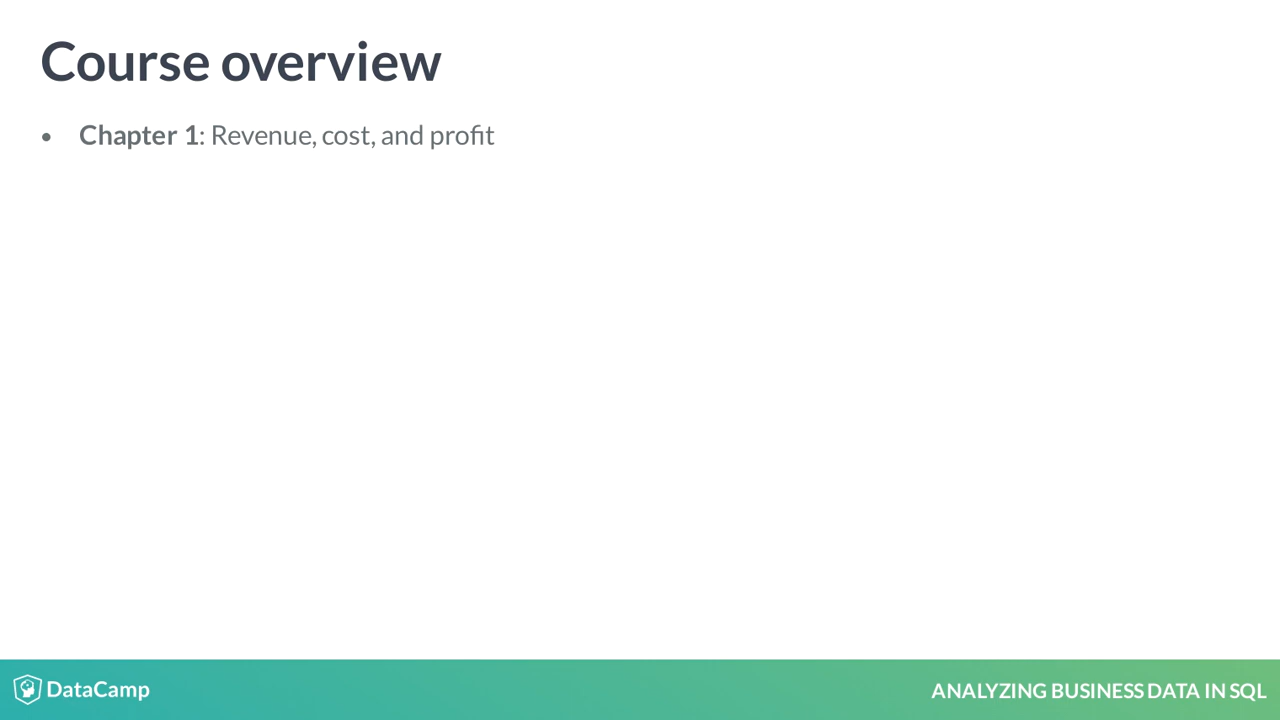 Course overview
• Chapter 1: Revenue, cost, and profit
DataCamp
ANALYZING BUSINESS DATA IN SQL